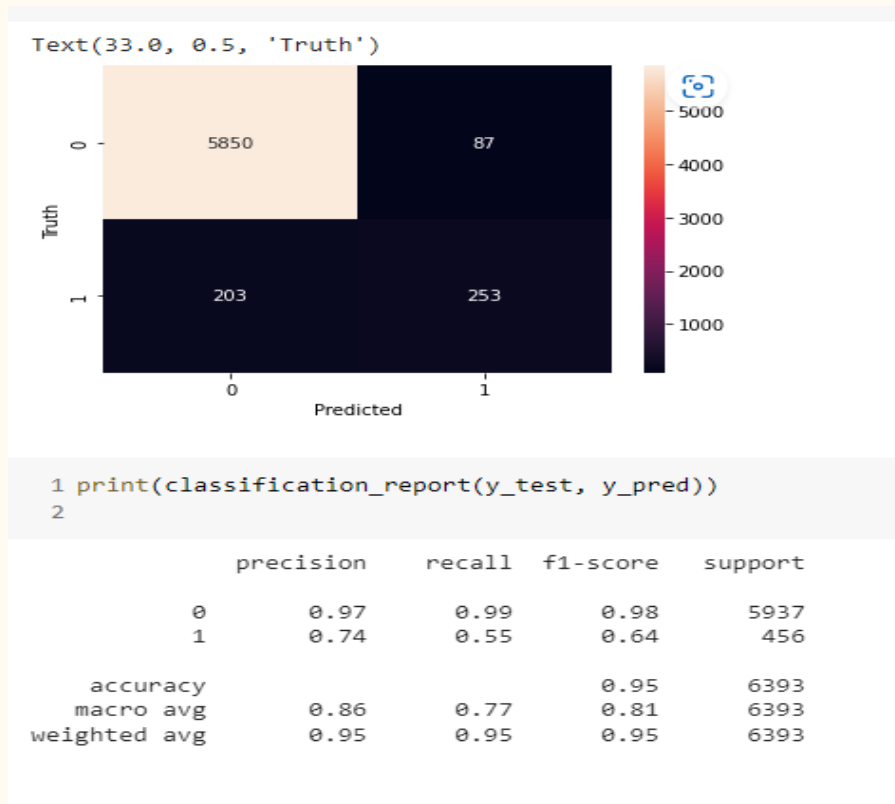 Text(33.0, 0.5, 'Truth')
5850 87
203 253
0
1
Truth
0 1
Predicted
5000
4000
3000
2000
1000
1 print(classification_report(y_test, y_pred))
2
precision recall f1-score support
0 0.97 0.99 0.98 5937
1 0.74 0.55 0.64 456
accuracy 0.95 6393
macro avg 0.86 0.77 0.81 6393
weighted avg 0.95 0.95 0.95 6393